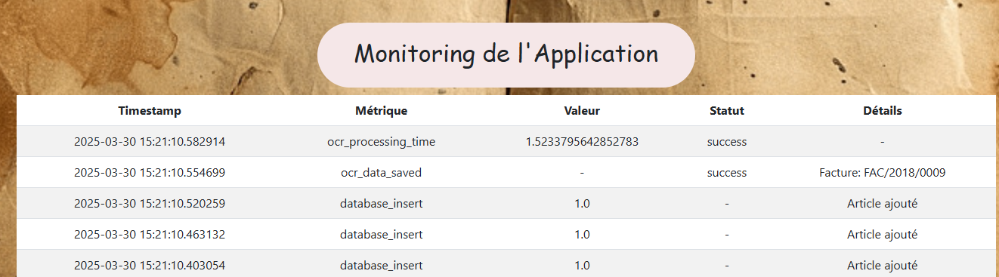 Monitoring de l'Application
Timestamp Métrique Valeur Statut Détails
2025-03-30 15:21:10.582914 ocr_processing_time 1.5233795642852783 success -
2025-03-30 15:21:10.554699 ocr_data_saved - success Facture: FAC/2018/0009
2025-03-30 15:21:10.520259 database_insert 1.0 - Article ajouté
2025-03-30 15:21:10.463132 database_insert 1.0 - Article ajouté
2025-03-30 15:21:10.403054 database_insert 1.0 - Article ajouté